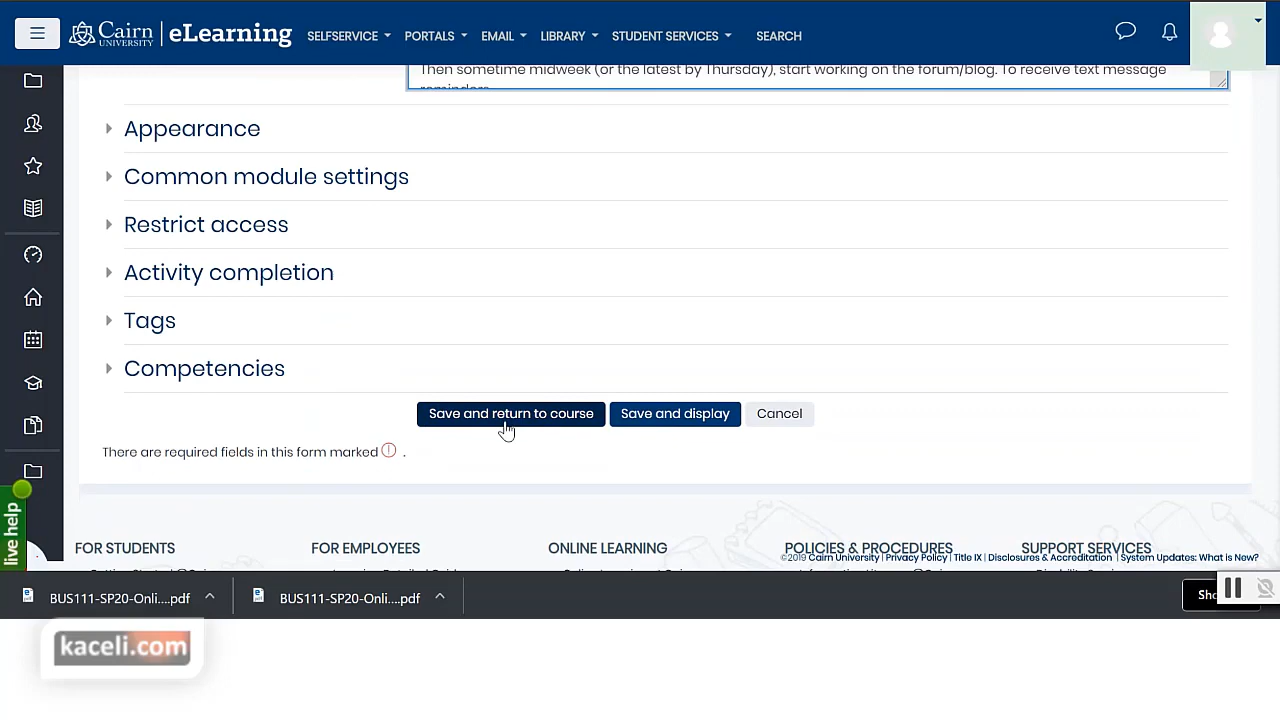 Cairn UNIVERSITY | eLearning SELFSERVICE PORTALS EMAIL LIBRARY STUDENT SERVICES SEARCH
Then sometime midweek (or the latest by Thursday), start working on the forum/blog. To receive text message
reminders
Appearance
Common module settings
Restrict access
Activity completion
Tags
Competencies
Save and return to course Save and display Cancel
There are required fields in this form marked .
live help
FOR STUDENTS FOR EMPLOYEES ONLINE LEARNING POLICIES & PROCEDURES SUPPORT SERVICES
©2019 Cairn University | Privacy Policy | Title IX | Disclosures & Accreditation | System Updates: What is New?
BUS111-SP20-Onli....pdf BUS111-SP20-Onli....pdf
kaceli.com